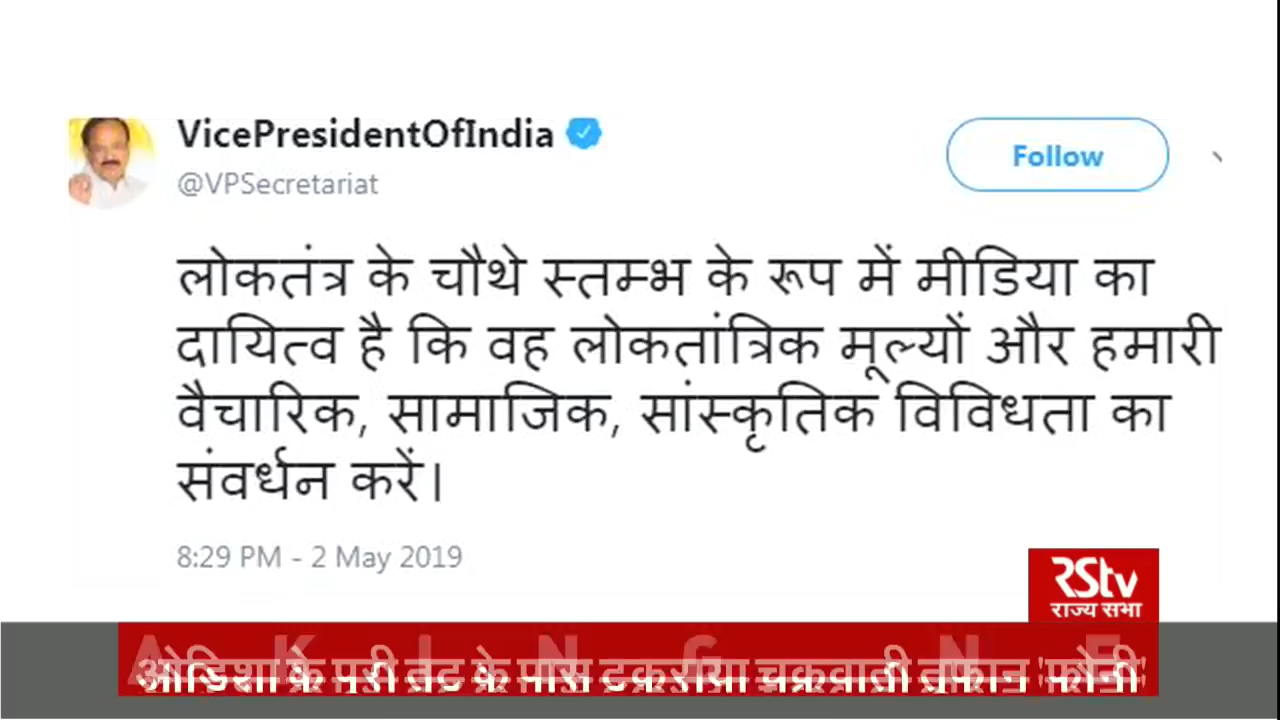 VicePresidentOfIndia
@VPSecretariat
Follow
लोकतंत्र के चौथे स्तम्भ के रूप में मीडिया का
दायित्व है कि वह लोकतांत्रिक मूल्यों और हमारी
वैचारिक, सामाजिक, सांस्कृतिक विविधता का
संवर्धन करें।
8:29 PM - 2 May 2019
RStv
राज्य सभा
A K I N G N E
ओडिशा के पुरी तट के पास टकराया चक्रवाती तूफान 'फोनी'